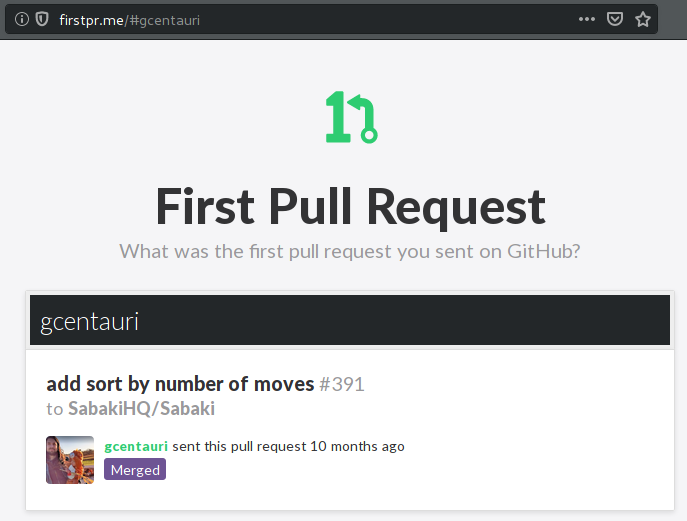 firstpr.me/#gcentauri
First Pull Request
What was the first pull request you sent on GitHub?
gcentauri
add sort by number of moves #391
to SabakiHQ/Sabaki
gcentauri sent this pull request 10 months ago
Merged